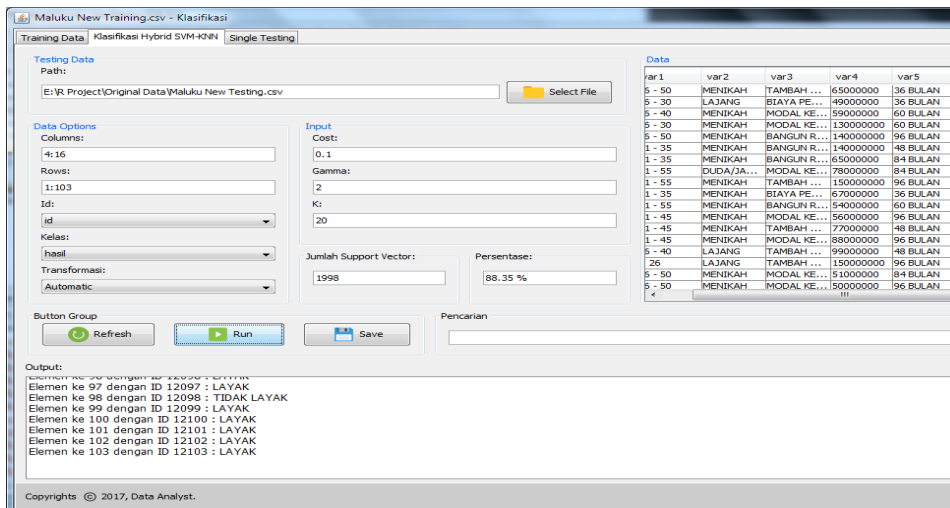 Maluku New Training.csv - Klasifikasi
Training Data Klasifikasi Hybrid SVM-KNN Single Testing
Testing Data
Path:
E:\R Project\Original Data\Maluku New Testing.csv
Select File
Data Options
Columns:
4:16
Rows:
1:103
Id:
id
Kelas:
hasil
Transformasi:
Automatic
Input
Cost:
0.1
Gamma:
2
K:
20
Jumlah Support Vector:
1998
Persentase:
88.35 %
Data
var1 var2 var3 var4 var5
5 - 50 MENIKAH TAMBAH ... 65000000 36 BULAN
5 - 30 LAJANG BIAYA PE... 49000000 36 BULAN
5 - 40 MENIKAH MODAL KE... 59000000 60 BULAN
5 - 30 MENIKAH MODAL KE... 130000000 60 BULAN
5 - 50 MENIKAH BANGUN R... 140000000 96 BULAN
1 - 35 MENIKAH BANGUN R... 140000000 48 BULAN
1 - 35 MENIKAH BANGUN R... 65000000 84 BULAN
1 - 55 DUDA/JA... MODAL KE... 78000000 84 BULAN
1 - 55 MENIKAH TAMBAH ... 150000000 96 BULAN
1 - 35 MENIKAH BIAYA PE... 67000000 36 BULAN
1 - 55 MENIKAH BANGUN R... 54000000 60 BULAN
1 - 45 MENIKAH MODAL KE... 56000000 96 BULAN
1 - 45 MENIKAH TAMBAH ... 77000000 48 BULAN
1 - 45 MENIKAH MODAL KE... 88000000 96 BULAN
5 - 40 LAJANG TAMBAH ... 99000000 48 BULAN
26 LAJANG TAMBAH ... 150000000 96 BULAN
5 - 50 MENIKAH MODAL KE... 51000000 84 BULAN
5 - 50 MENIKAH MODAL KE... 50000000 96 BULAN
Button Group
Refresh Run Save
Pencarian
Output:
Elemen ke 96 dengan ID 12096 : LAYAK
Elemen ke 97 dengan ID 12097 : LAYAK
Elemen ke 98 dengan ID 12098 : TIDAK LAYAK
Elemen ke 99 dengan ID 12099 : LAYAK
Elemen ke 100 dengan ID 12100 : LAYAK
Elemen ke 101 dengan ID 12101 : LAYAK
Elemen ke 102 dengan ID 12102 : LAYAK
Elemen ke 103 dengan ID 12103 : LAYAK
Copyrights © 2017, Data Analyst.